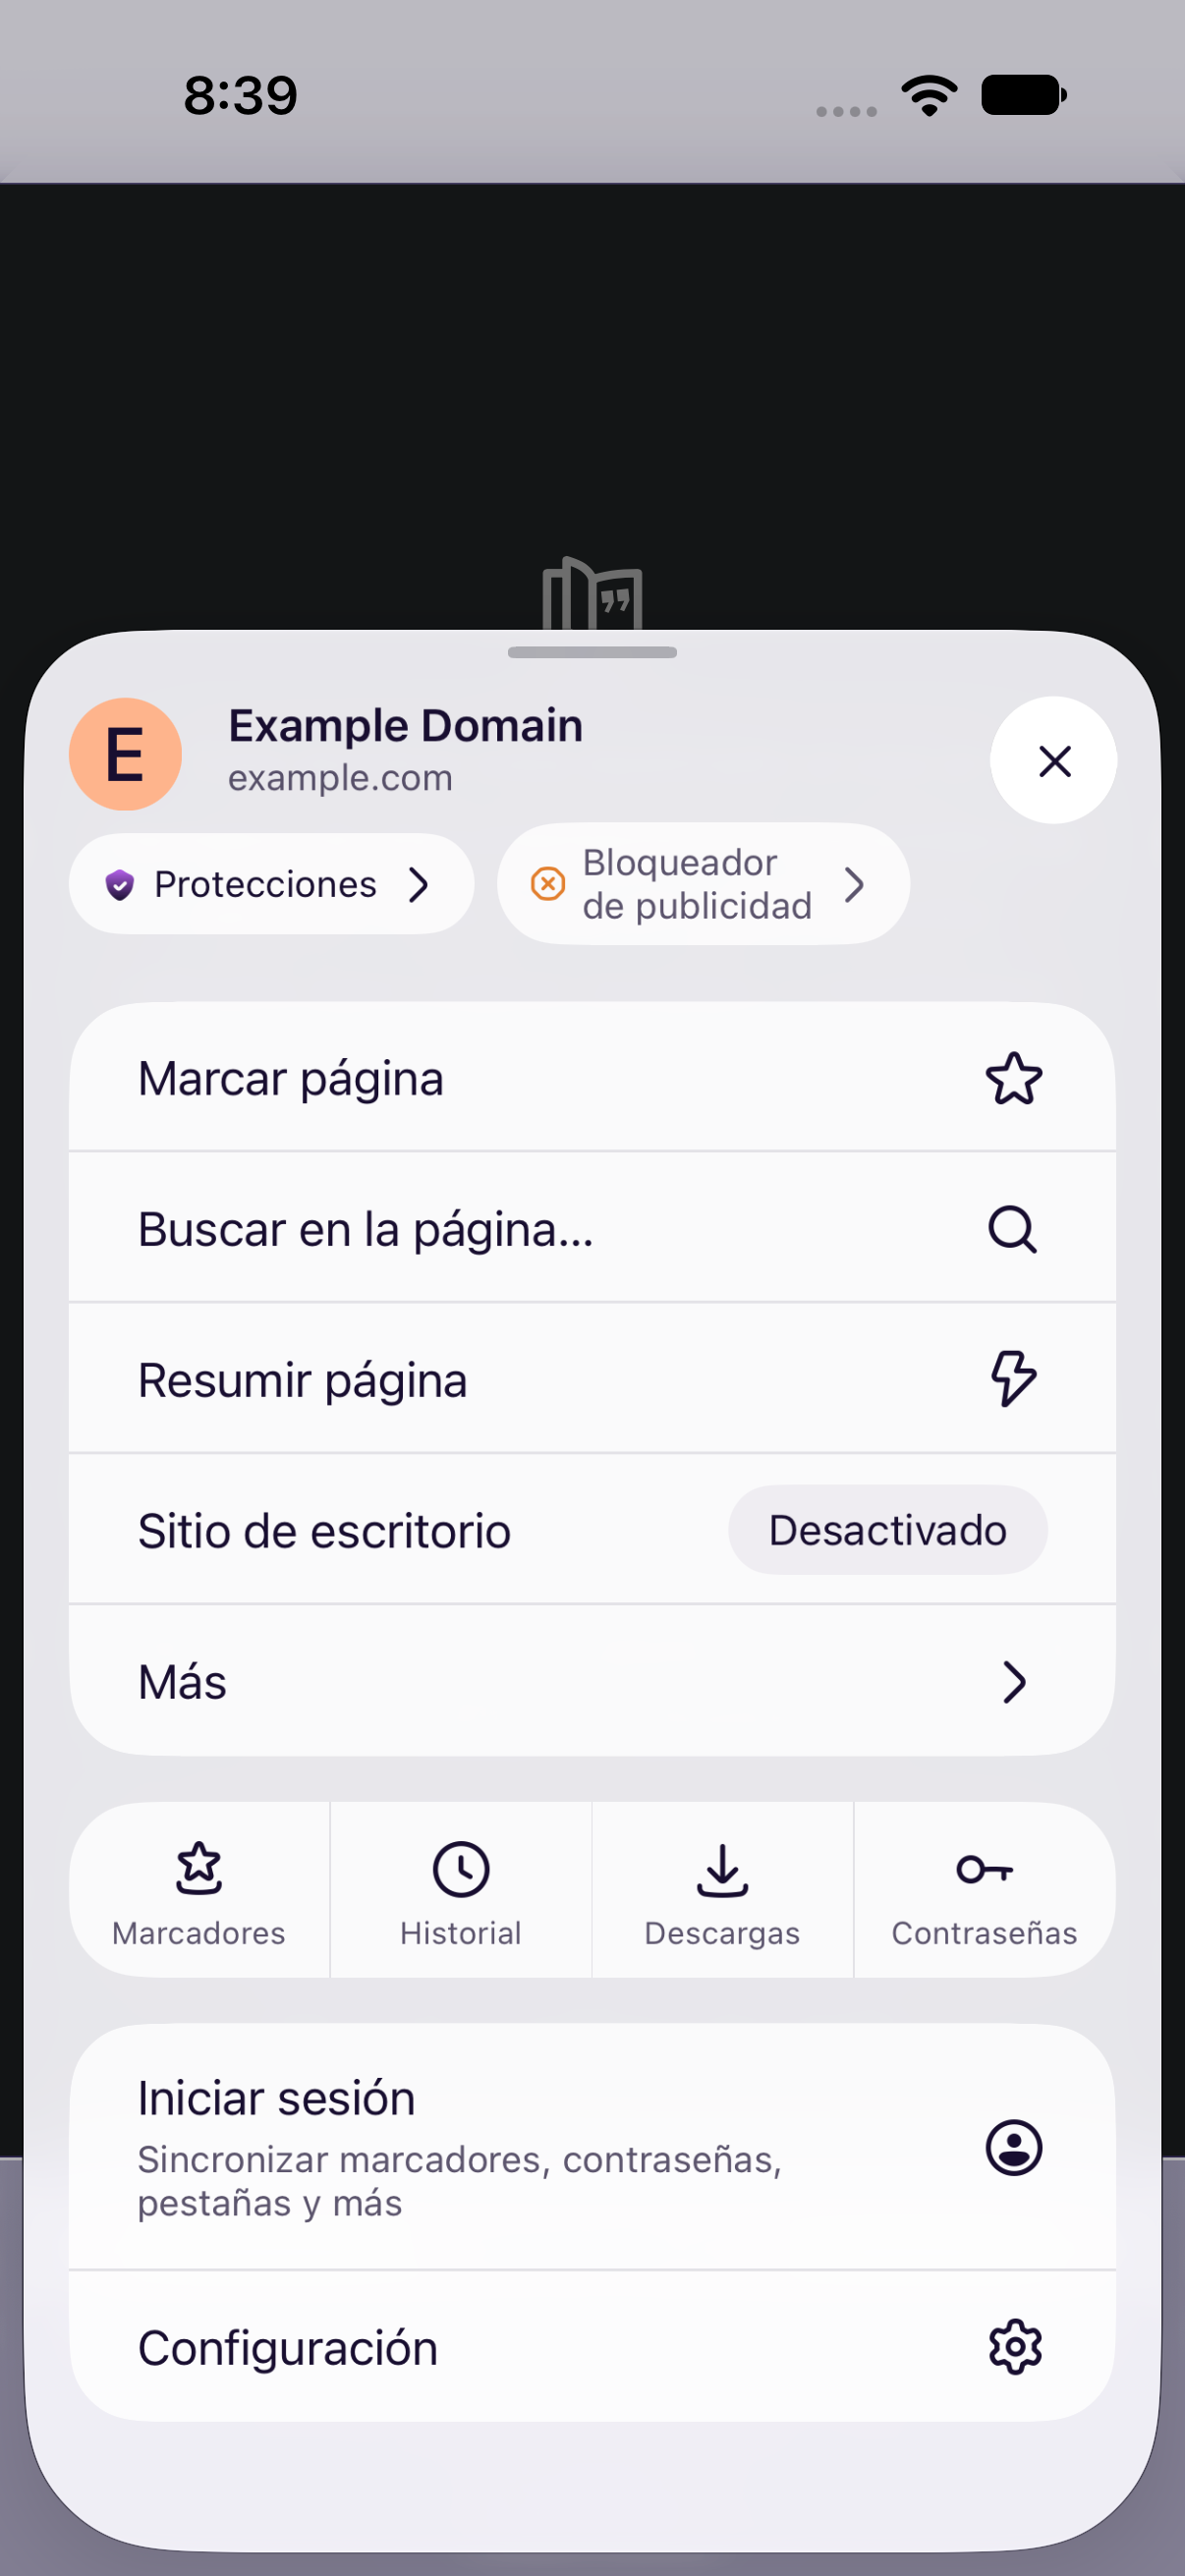 8:39
E
Example Domain
example.com
Protecciones
Bloqueador
de publicidad
Marcar página
Buscar en la página...
Resumir página
Sitio de escritorio
Desactivado
Más
Marcadores
Historial
Descargas
Contraseñas
Iniciar sesión
Sincronizar marcadores, contraseñas,
pestañas y más
Configuración